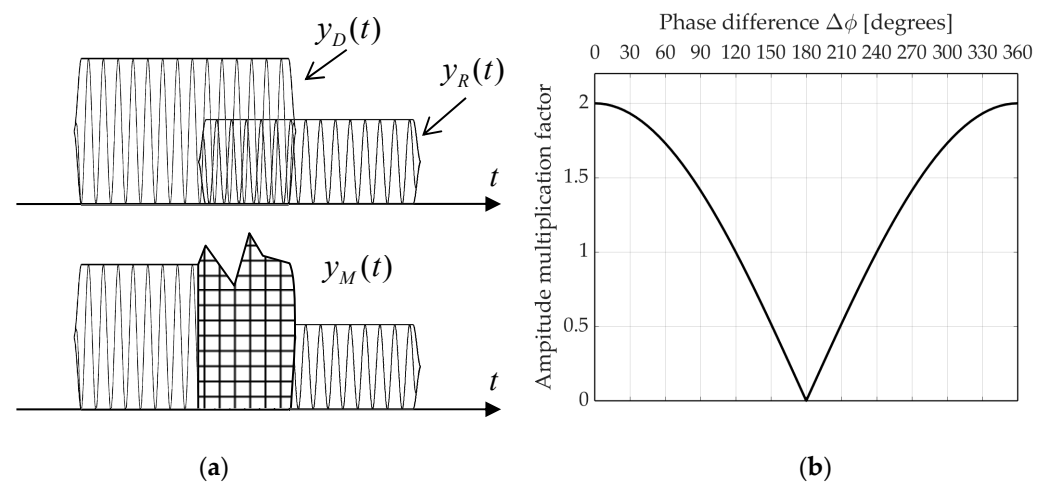 y_D(t)
y_R(t)
t
y_M(t)
t
(a)
Phase difference Δϕ [degrees]
0 30 60 90 120 150 180 210 240 270 300 330 360
Ampitude multiplication factor
2
1.5
1
0.5
0
(b)